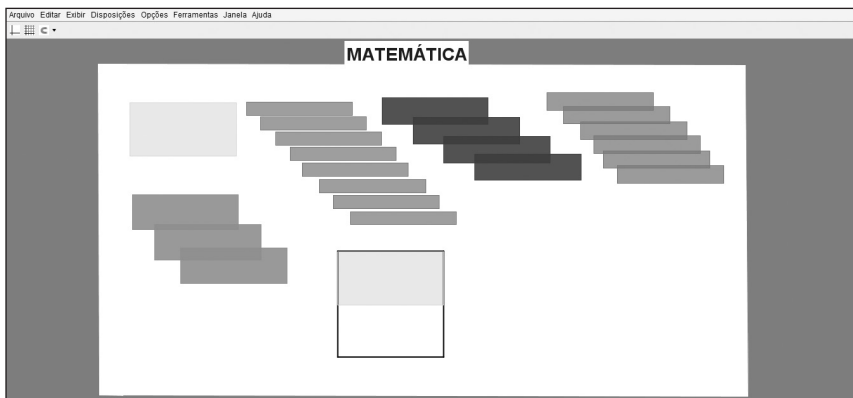 Arquivo Editar Exibir Disposições Opções Ferramentas Janela Ajuda
MATEMÁTICA